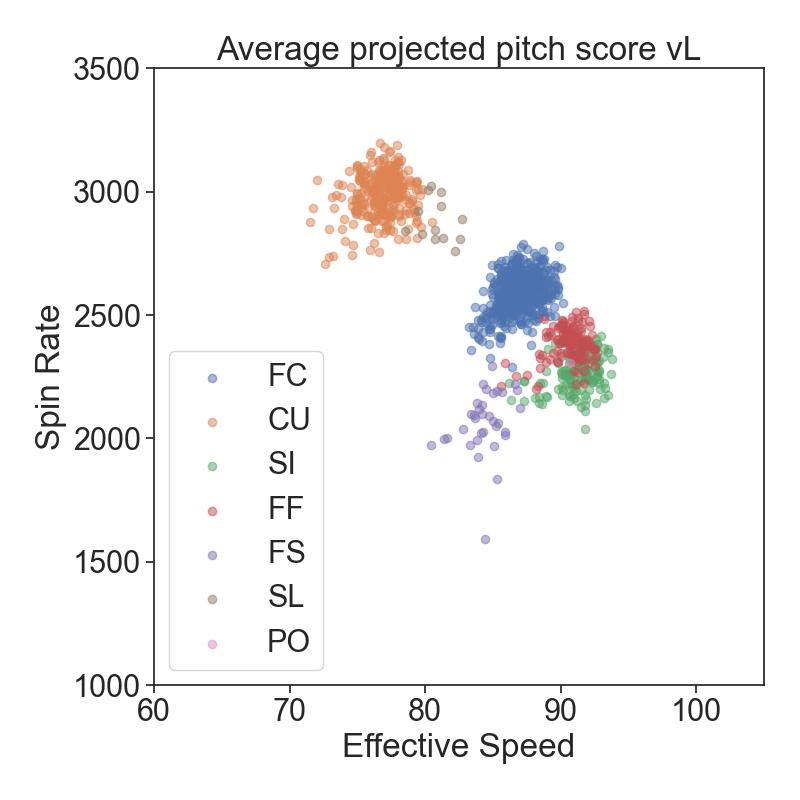 Average projected pitch score vL
3500
3000
2500
2000
1500
1000
Spin Rate
FC
CU
SI
FF
FS
SL
PO
60 70 80 90 100
Effective Speed